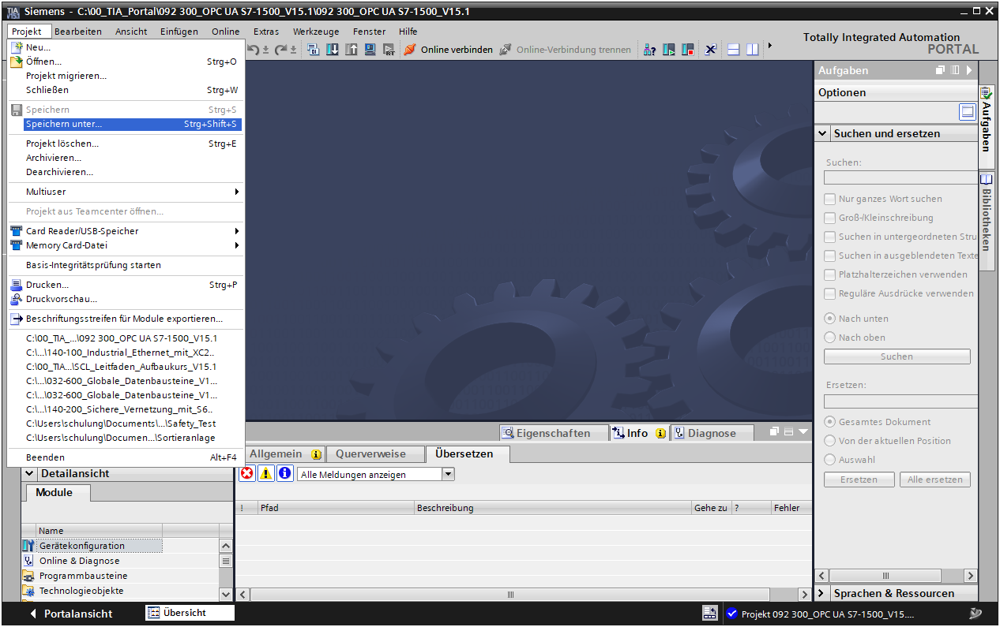 Siemens - C:\00_TIA_Portal\092 300_OPC UA S7-1500_V15.1\092 300_OPC UA S7-1500_V15.1
Projekt Bearbeiten Ansicht Einfügen Online Extras Werkzeuge Fenster Hilfe
Totally Integrated Automation
PORTAL
Online verbinden Online-Verbindung trennen
Neu...
Öffnen... Strg+O
Projekt migrieren...
Schließen Strg+W
Speichern Strg+S
Speichern unter... Strg+Shift+S
Projekt löschen... Strg+E
Archivieren...
Dearchivieren...
Multiuser
Projekt aus Teamcenter öffnen...
Card Reader/USB-Speicher
Memory Card-Datei
Basis-Integritätsprüfung starten
Drucken... Strg+P
Druckvorschau...
Beschriftungsstreifen für Module exportieren...
C:\00_TIA_...\092 300_OPC UA S7-1500_V15.1
C:\...\140-100_Industrial_Ethernet_mit_XC2..
C:\00_TIA...\SCL_Leitfaden_Aufbaukurs_V15.1
C:\...\032-600_Globale_Datenbausteine_V1...
C:\...\032-600_Globale_Datenbausteine_V1...
C:\...\140-200_Sichere_Vernetzung_mit_S6..
C:\Users\schulung\Documents\...\Safety_Test
C:\Users\schulung\Documen...\Sortieranlage
Beenden Alt+F4
Detailansicht
Module
Name
Gerätekonfiguration
Online & Diagnose
Programmbausteine
Technologieobjekte
Eigenschaften Info Diagnose
Allgemein Querverweise Übersetzen
Alle Meldungen anzeigen
! Pfad Beschreibung Gehe zu ? Fehler
Aufgaben
Optionen
Suchen und ersetzen
Suchen:
Nur ganzes Wort suchen
Groß-/Kleinschreibung
Suchen in untergeordneten Stru
Suchen in ausgeblendeten Texte
Platzhalterzeichen verwenden
Reguläre Ausdrücke verwenden
Nach unten
Nach oben
Suchen
Ersetzen:
Gesamtes Dokument
Von der aktuellen Position
Auswahl
Ersetzen Alle ersetzen
Sprachen & Ressourcen
Aufgaben
Bibliotheken
Portalansicht Übersicht Projekt 092 300_OPC UA S7-1500_V15....